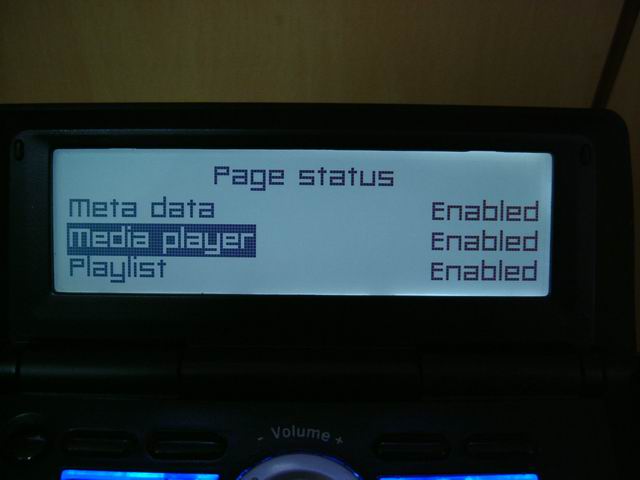 Page status
Meta data Enabled
Media player Enabled
Playlist Enabled
- Volume +